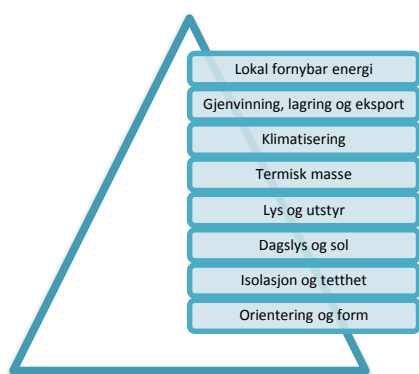 Lokal fornybar energi
Gjenvinning, lagring og eksport
Klimatisering
Termisk masse
Lys og utstyr
Dagslys og sol
Isolasjon og tetthet
Orientering og form